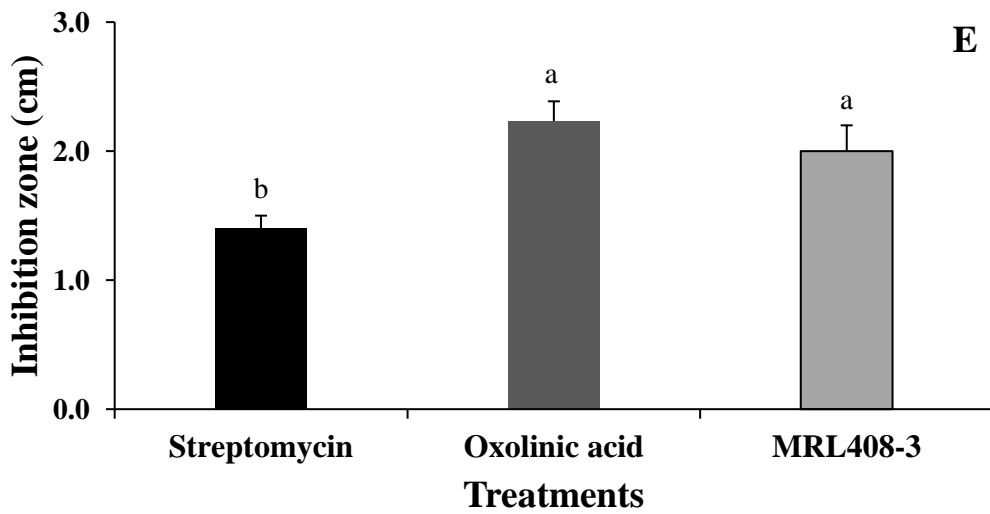 E
Inhibition zone (cm)
3.0
2.0
1.0
0.0
b
a
a
Streptomycin
Oxolinic acid
MRL408-3
Treatments